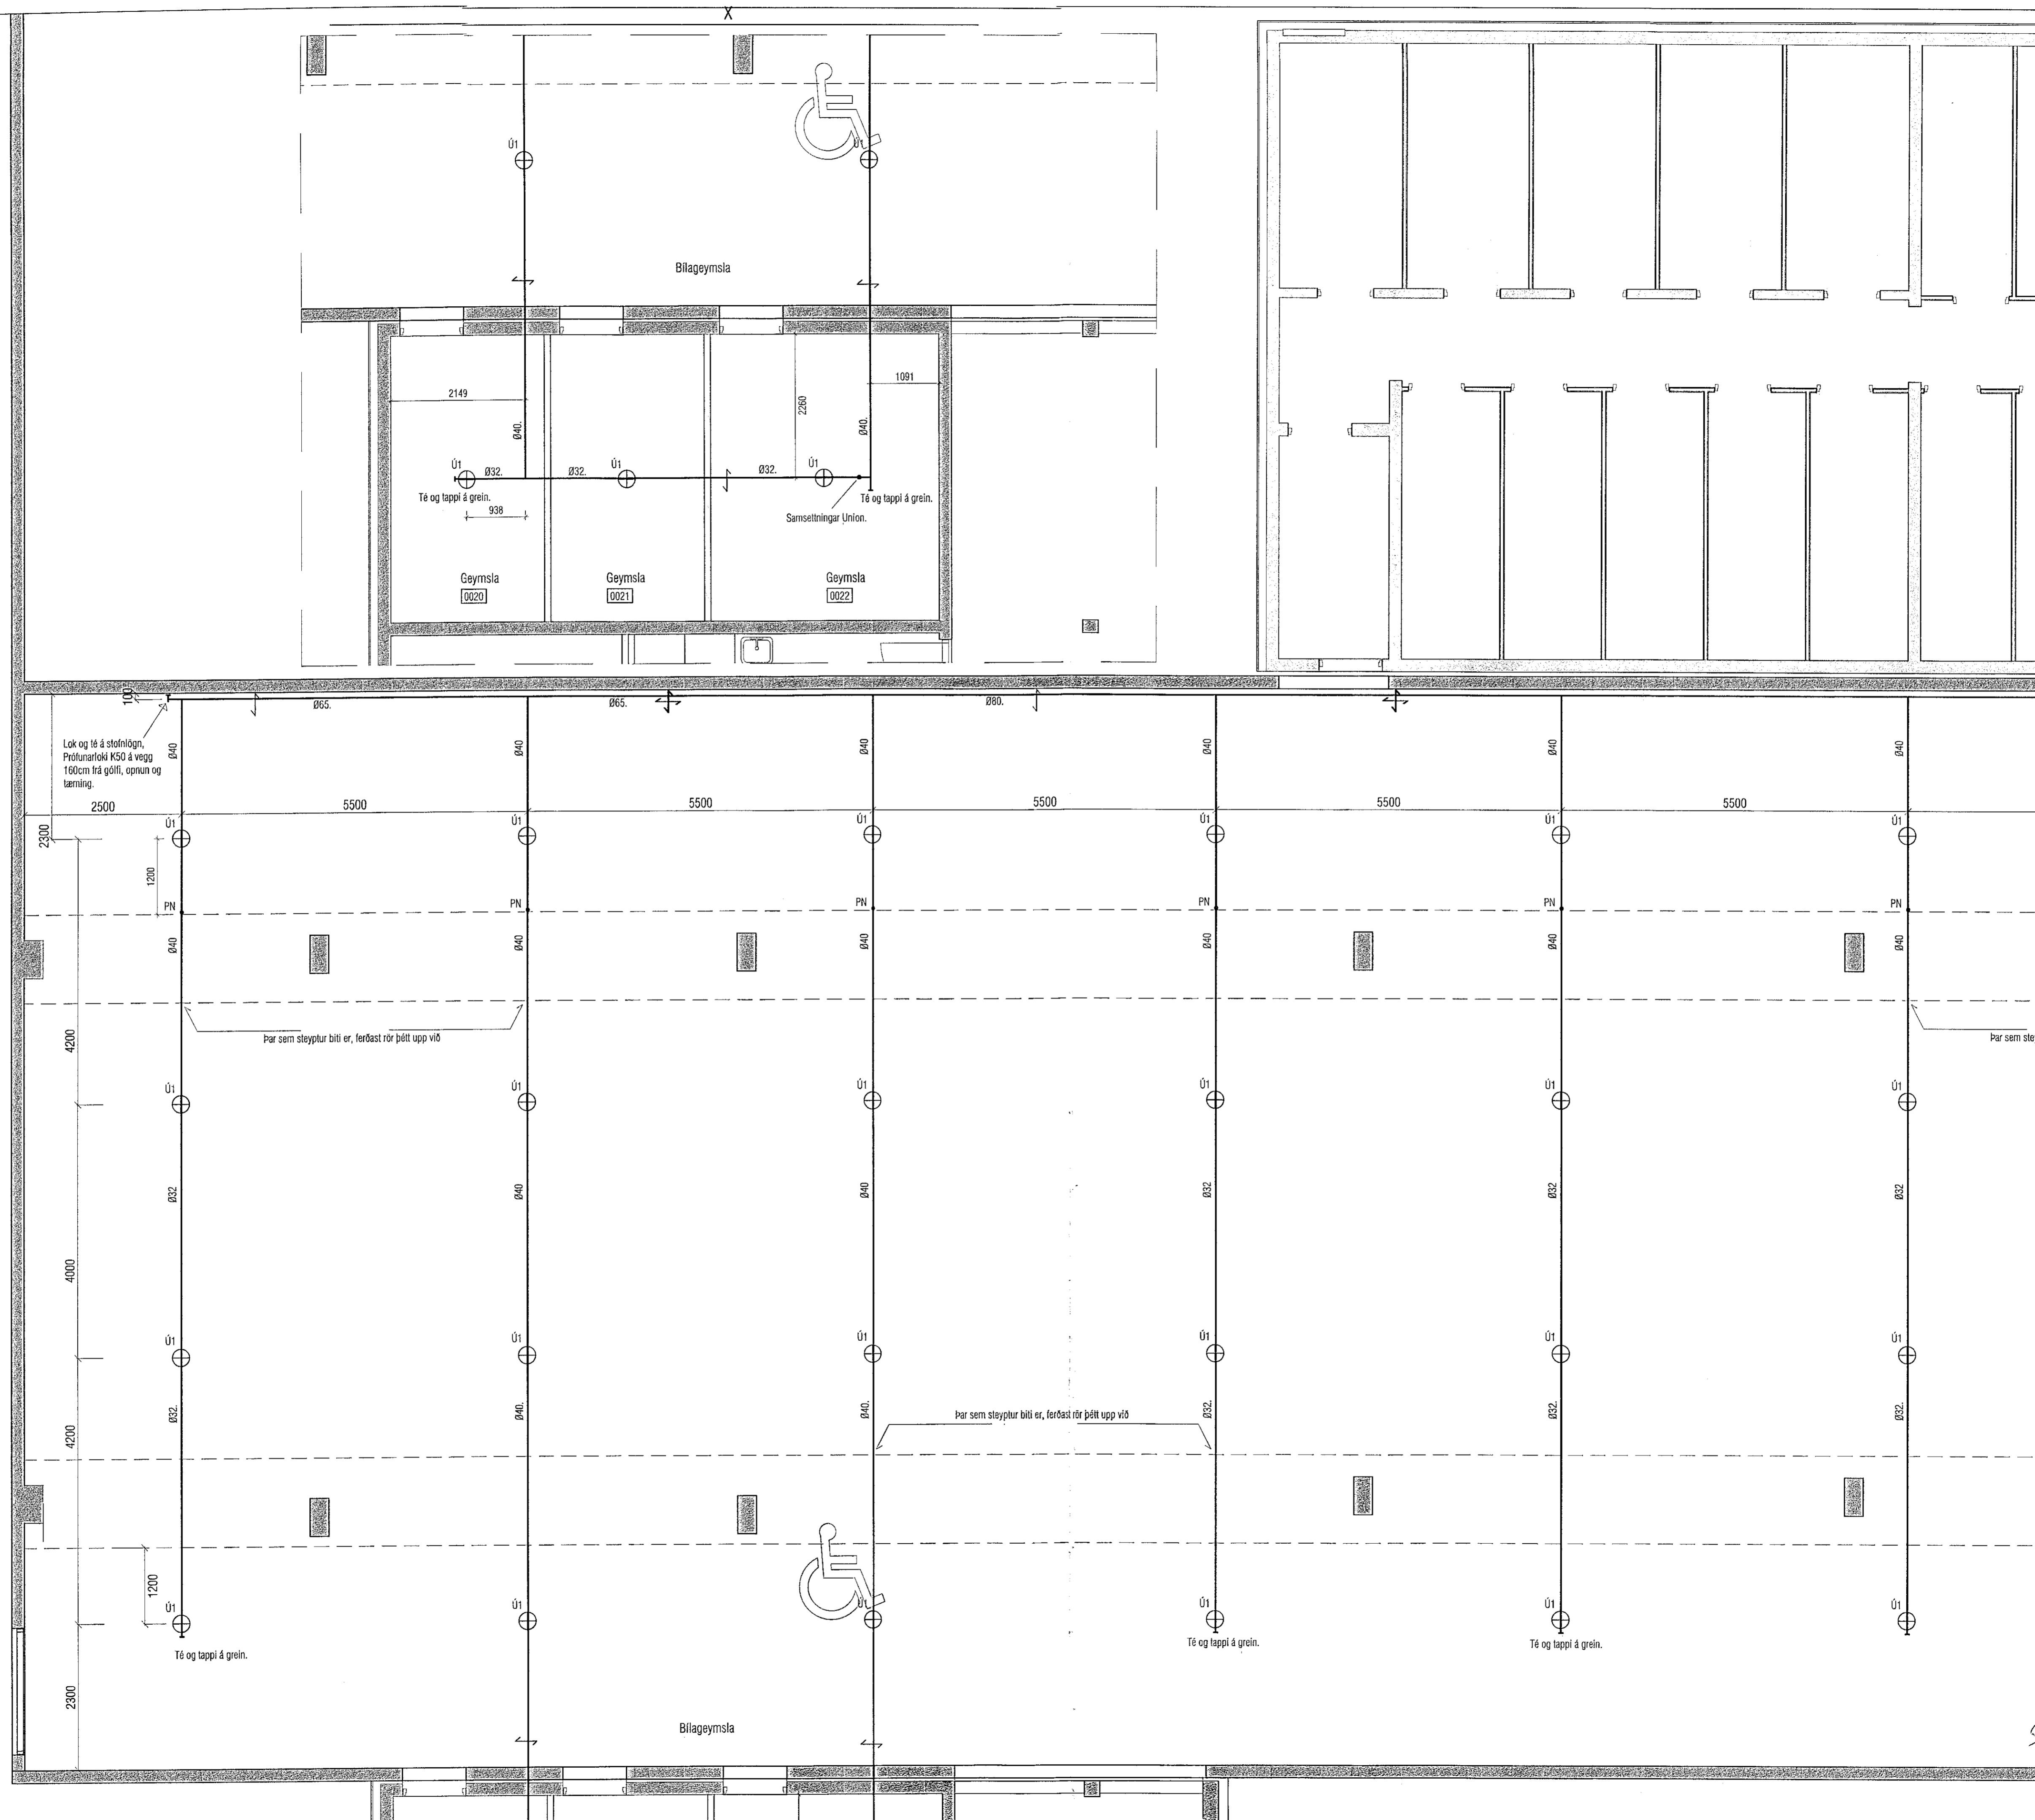 X
Ú1
Ú1
Bílageymsla
2149
2260
1091
Ø40.
Ø40.
Ú1
Ø32.
Ø32.
Ú1
Ø32.
Ú1
Té og tappi á grein.
Té og tappi á grein.
938
Samsettningar Union.
Geymsla
0020
Geymsla
0021
Geymsla
0022
100
Ø65.
Ø65.
Ø80.
Lok og té á stofnlögn,
Prófunarloki K50 á vegg
160cm frá gólfi, opnun og
tæming.
Ø40
Ø40
Ø40
Ø40
Ø40
Ø40
2500
5500
5500
5500
5500
5500
2300
Ú1
Ú1
Ú1
Ú1
Ú1
Ú1
1200
PN
PN
PN
PN
PN
PN
Ø40
Ø40
Ø40
Ø40
Ø40
Ø40
4200
Þar sem steyptur biti er, ferðast rör þétt upp við
Þar sem ste
Ú1
Ú1
Ú1
Ú1
Ú1
Ú1
Ø32
Ø40
Ø40
Ø32
Ø32
Ø32
4000
Ú1
Ú1
Ú1
Ú1
Ú1
Ú1
4200
Ø32.
Ø40.
Ø40.
Ø32.
Ø32.
Ø32.
Þar sem steyptur biti er, ferðast rör þétt upp við
1200
Ú1
Ú1
Ú1
Ú1
Ú1
Ú1
Té og tappi á grein.
Té og tappi á grein.
Té og tappi á grein.
2300
Bílageymsla